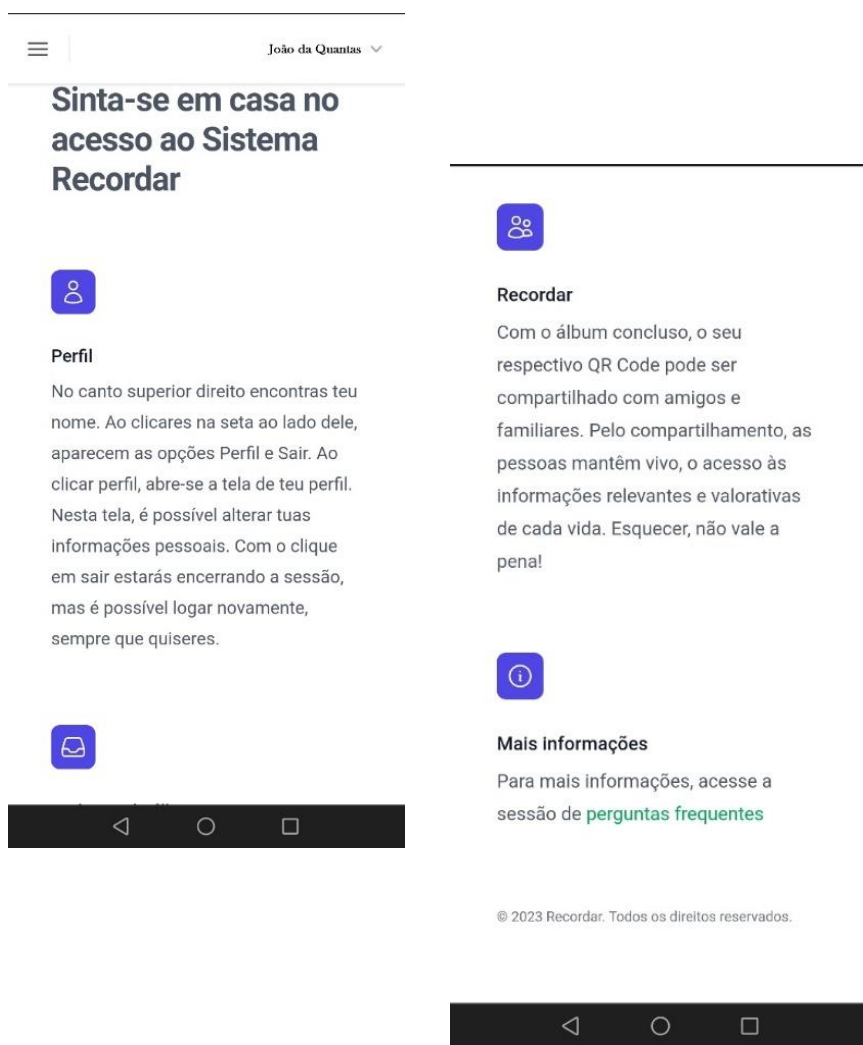 João da Quantas
Sinta-se em casa no
acesso ao Sistema
Recordar
Perfil
No canto superior direito encontras teu
nome. Ao clicares na seta ao lado dele,
aparecem as opções Perfil e Sair. Ao
clicar perfil, abre-se a tela de teu perfil.
Nesta tela, é possível alterar tuas
informações pessoais. Com o clique
em sair estarás encerrando a sessão,
mas é possível logar novamente,
sempre que quiseres.
Recordar
Com o álbum concluso, o seu
respectivo QR Code pode ser
compartilhado com amigos e
familiares. Pelo compartilhamento, as
pessoas mantêm vivo, o acesso às
informações relevantes e valorativas
de cada vida. Esquecer, não vale a
pena!
Mais informações
Para mais informações, acesse a
sessão de perguntas frequentes
© 2023 Recordar. Todos os direitos reservados.